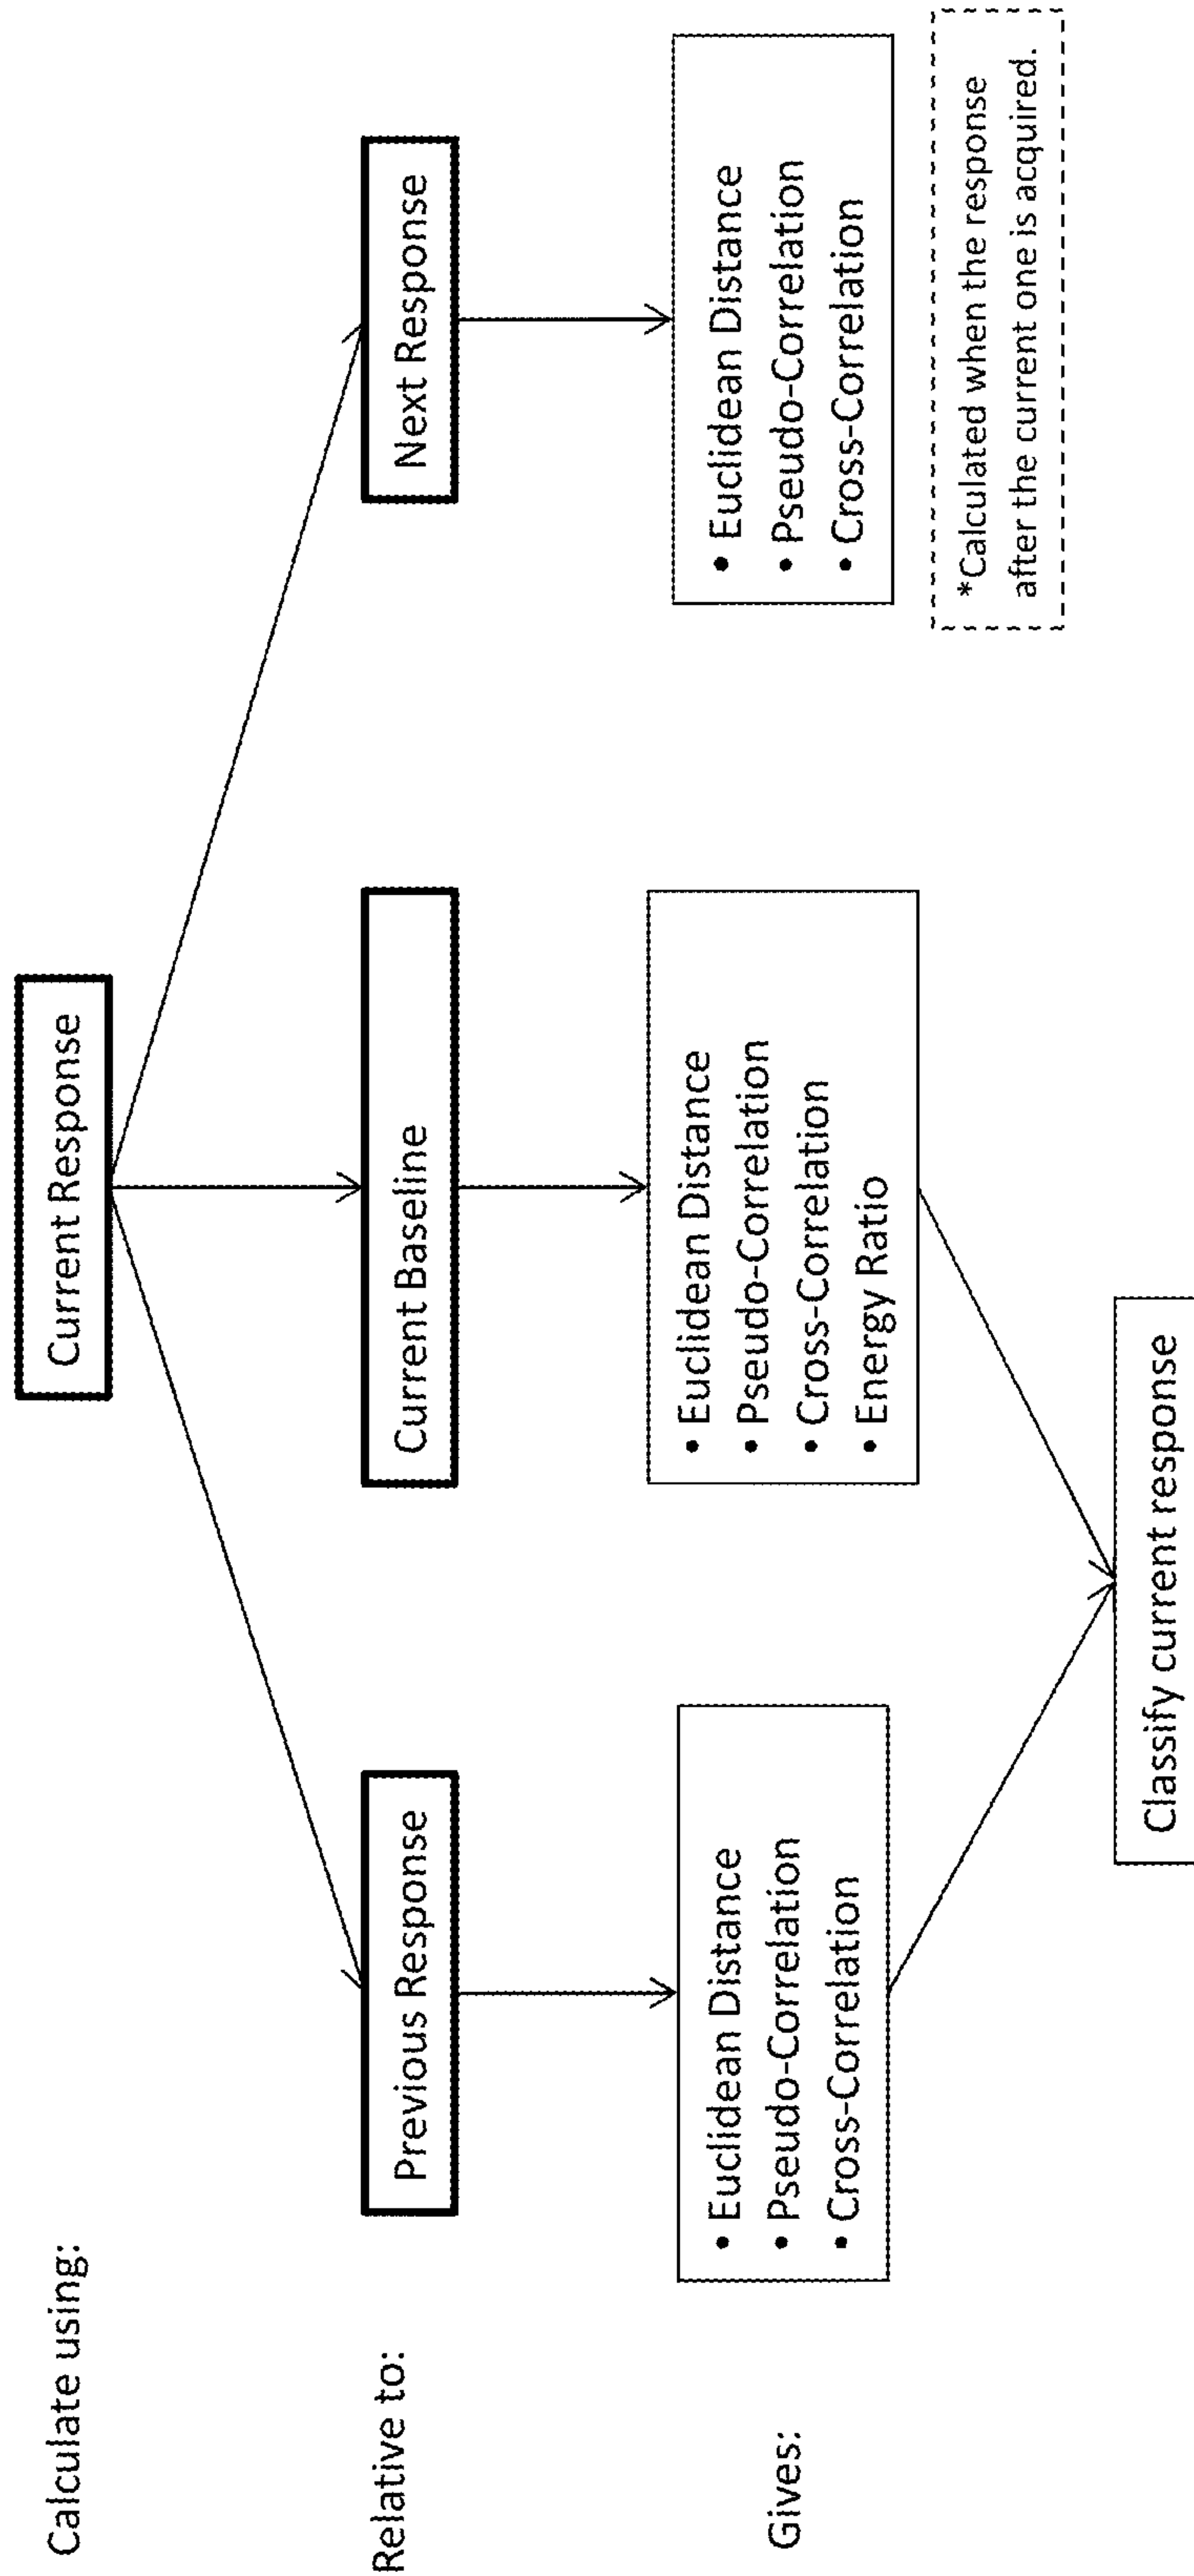 Calculate using:
Current Response
Relative to:
Previous Response
Current Baseline
Next Response
Gives:
• Euclidean Distance
• Pseudo-Correlation
• Cross-Correlation
• Euclidean Distance
• Pseudo-Correlation
• Cross-Correlation
• Energy Ratio
• Euclidean Distance
• Pseudo-Correlation
• Cross-Correlation
*Calculated when the response
after the current one is acquired.
Classify current response